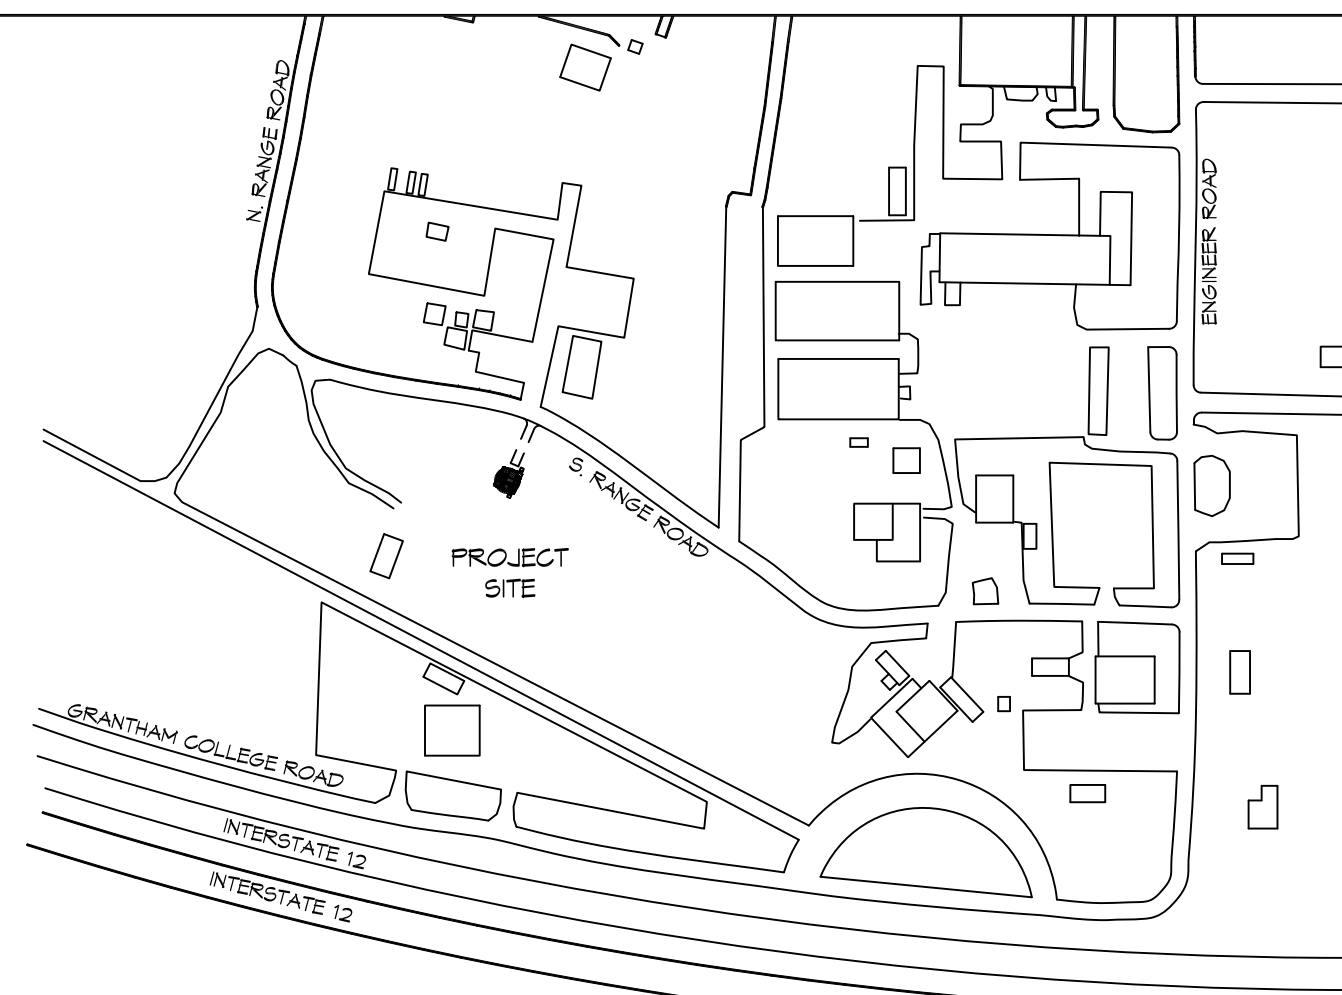 N. RANGE ROAD
ENGINEER ROAD
S. RANGE ROAD
PROJECT
SITE
GRANTHAM COLLEGE ROAD
INTERSTATE 12
INTERSTATE 12